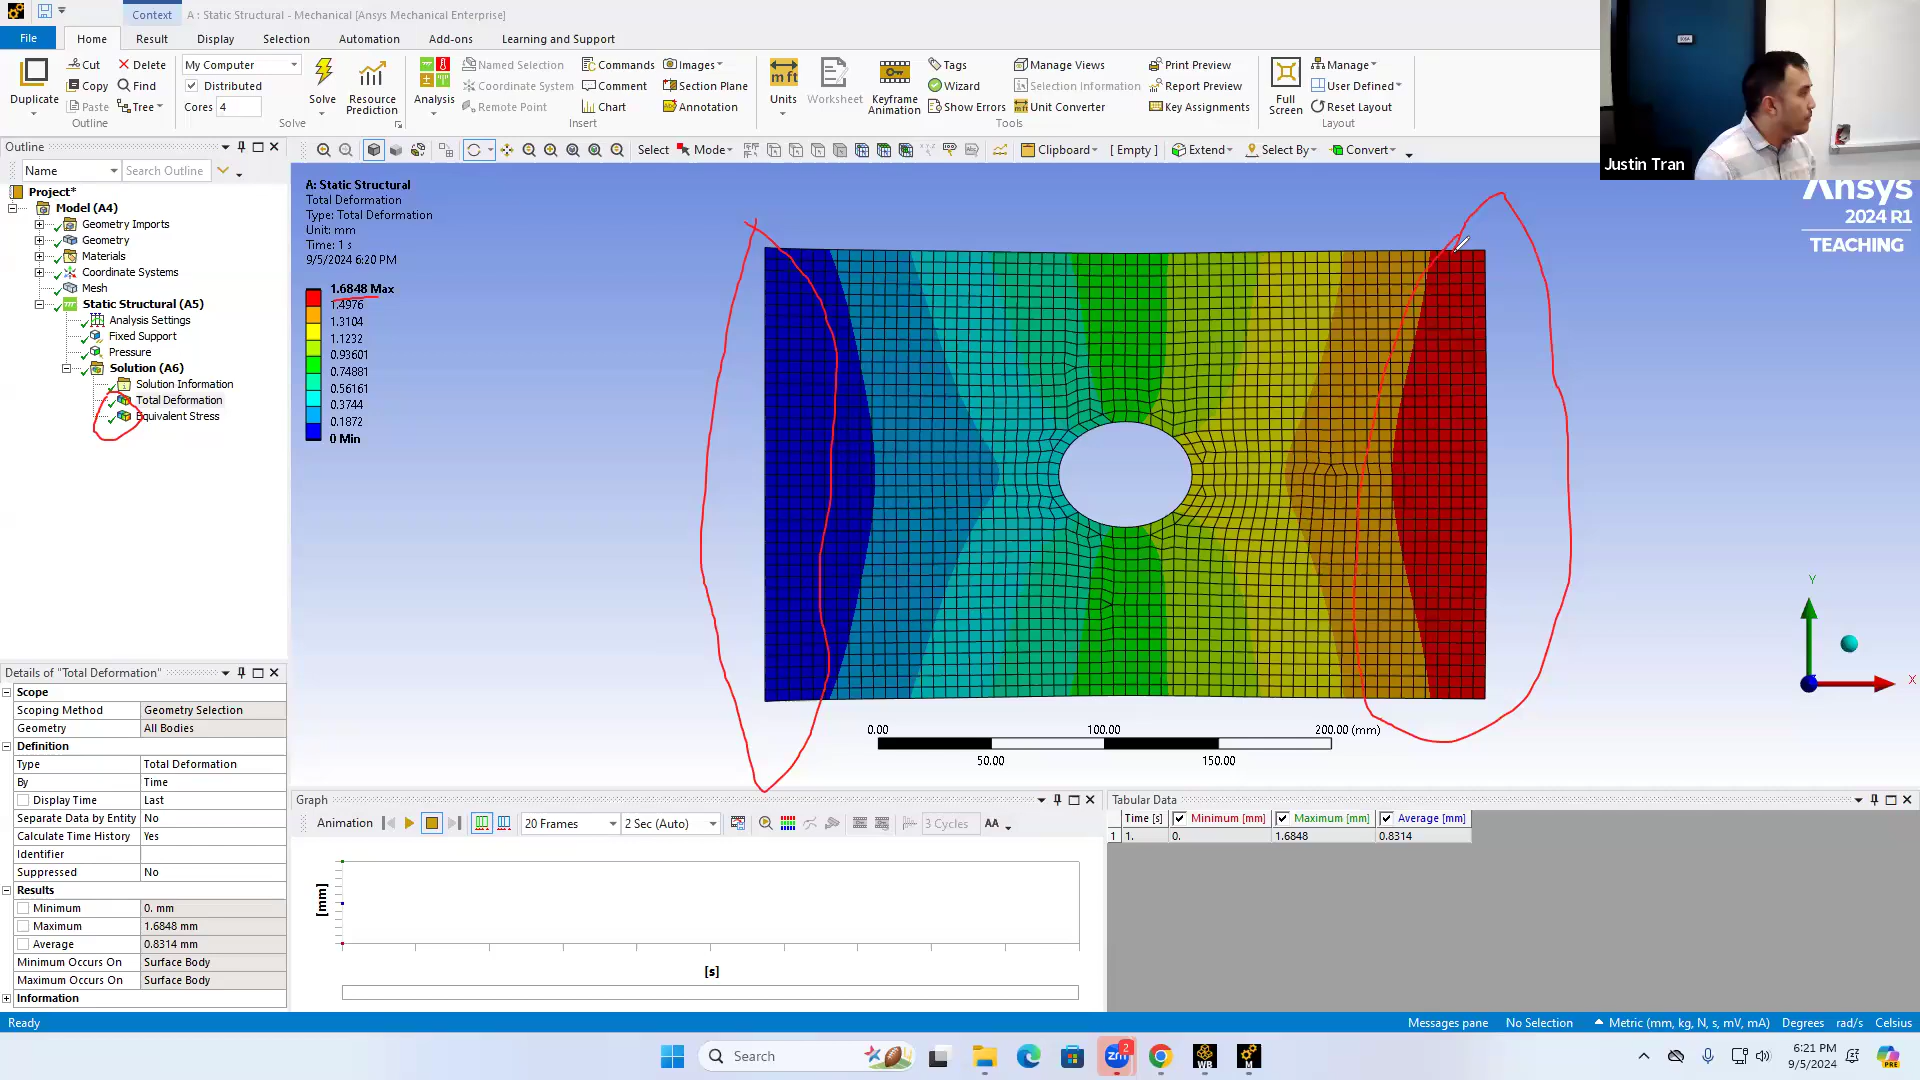 Context
A : Static Structural - Mechanical [Ansys Mechanical Enterprise]
File
Home
Result
Display
Selection
Automation
Add-ons
Learning and Support
Duplicate
Cut
Copy
Paste
Delete
Find
Tree
Outline
My Computer
Distributed
Cores 4
Solve
Resource
Prediction
Solve
Analysis
Named Selection
Coordinate System
Remote Point
Commands
Comment
Chart
Images
Section Plane
Annotation
Insert
Units
Worksheet
Keyframe
Animation
Tags
Wizard
Show Errors
Manage Views
Selection Information
Unit Converter
Print Preview
Report Preview
Key Assignments
Tools
Full
Screen
Manage
User Defined
Reset Layout
Layout
Justin Tran
Outline
Name
Search Outline
Select
Mode
Clipboard
[ Empty ]
Extend
Select By
Convert
Project*
Model (A4)
Geometry Imports
Geometry
Materials
Coordinate Systems
Mesh
Static Structural (A5)
Analysis Settings
Fixed Support
Pressure
Solution (A6)
Solution Information
Total Deformation
Equivalent Stress
A: Static Structural
Total Deformation
Type: Total Deformation
Unit: mm
Time: 1 s
9/5/2024 6:20 PM
1.6848 Max
1.4976
1.3104
1.1232
0.93601
0.74881
0.56161
0.3744
0.1872
0 Min
Ansys
2024 R1
TEACHING
Y
X
0.00
100.00
200.00 (mm)
50.00
150.00
Details of "Total Deformation"
Scope
Scoping Method Geometry Selection
Geometry All Bodies
Definition
Type Total Deformation
By Time
Display Time Last
Separate Data by Entity No
Calculate Time History Yes
Identifier
Suppressed No
Results
Minimum 0. mm
Maximum 1.6848 mm
Average 0.8314 mm
Minimum Occurs On Surface Body
Maximum Occurs On Surface Body
Information
Graph
Animation
20 Frames
2 Sec (Auto)
3 Cycles
AA
[mm]
[s]
Tabular Data
Time [s] Minimum [mm] Maximum [mm] Average [mm]
1 1. 0. 1.6848 0.8314
Ready
Messages pane
No Selection
Metric (mm, kg, N, s, mV, mA)
Degrees
rad/s
Celsius
Search
zm
2
WB
M
6:21 PM
9/5/2024
PRE